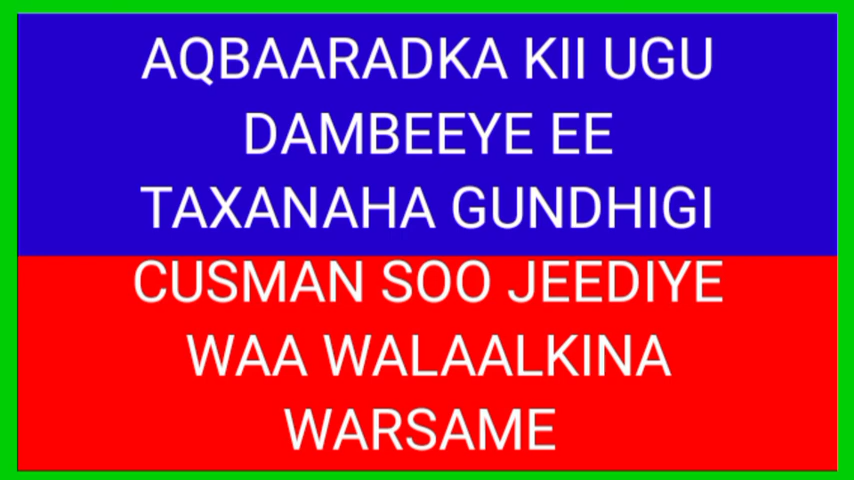 AQBAARADKA KII UGU
DAMBEEYE EE
TAXANAHA GUNDHIGI
CUSMAN SOO JEEDIYE
WAA WALAALKINA
WARSAME